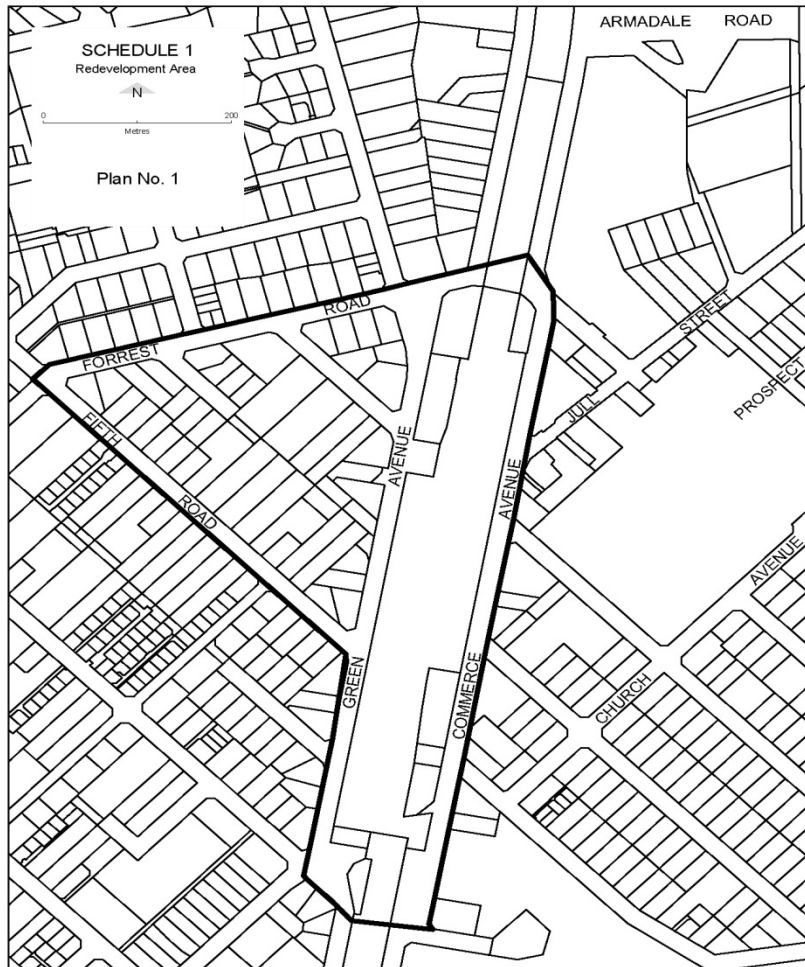 SCHEDULE 1
Redevelopment Area
N
0 200
Metres
Plan No. 1
ARMADALE ROAD
FORREST ROAD
FIFTH ROAD
GREEN AVENUE
COMMERCE AVENUE
JULL STREET
PROSPECT
CHURCH AVENUE